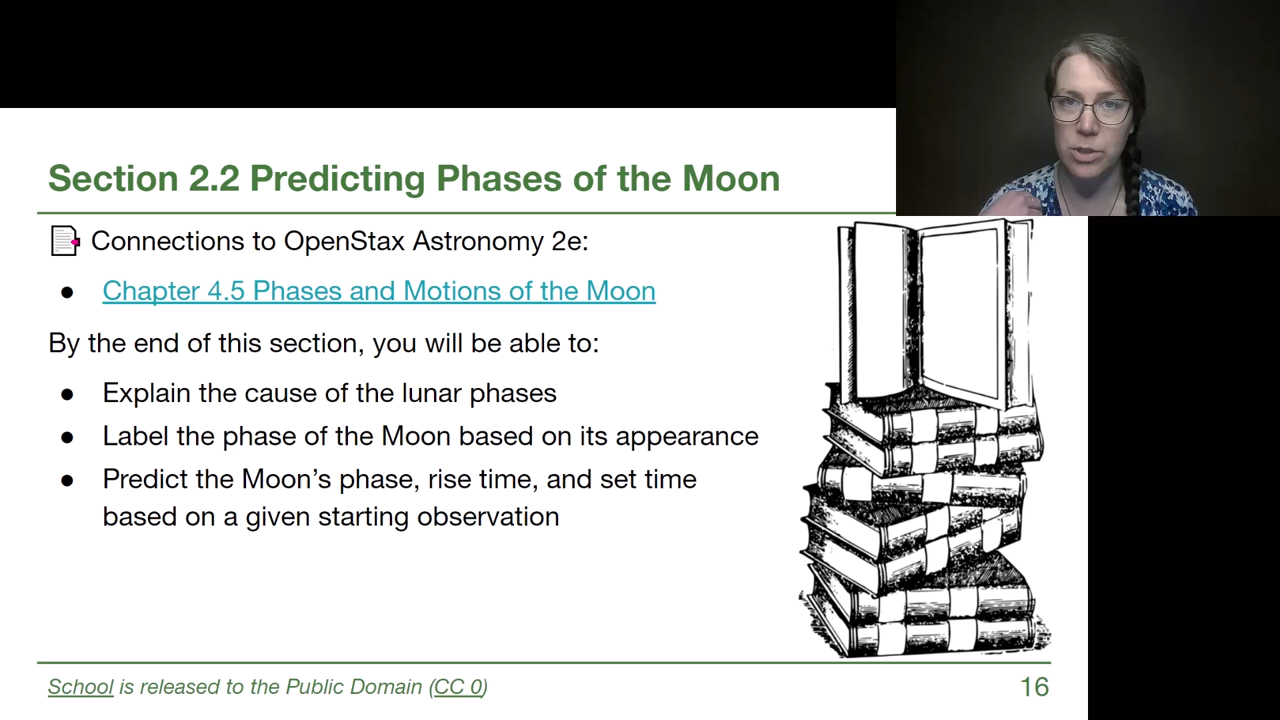 Section 2.2 Predicting Phases of the Moon
Connections to OpenStax Astronomy 2e:
● Chapter 4.5 Phases and Motions of the Moon
By the end of this section, you will be able to:
● Explain the cause of the lunar phases
● Label the phase of the Moon based on its appearance
● Predict the Moon’s phase, rise time, and set time
based on a given starting observation
School is released to the Public Domain (CC 0)
16